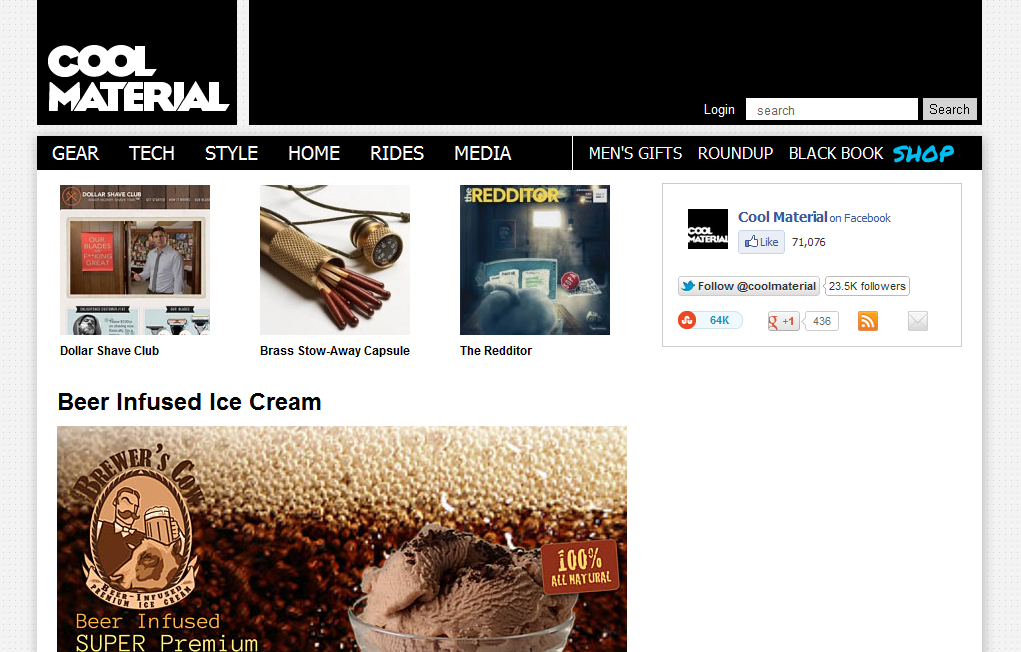 COOL
MATERIAL
Login
search
Search
GEAR TECH STYLE HOME RIDES MEDIA MEN'S GIFTS ROUNDUP BLACK BOOK SHOP
DOLLAR SHAVE CLUB
OUR
BLADES
ARE
F**KING
GREAT
Dollar Shave Club
Brass Stow-Away Capsule
the REDDITOR
The Redditor
COOL
MATERIAL
Cool Material on Facebook
Like 71,076
Follow @coolmaterial 23.5K followers
64K +1 436
Beer Infused Ice Cream
BREWER'S COW
BEER-INFUSED
PREMIUM ICE CREAM
100%
ALL NATURAL
Beer Infused
SUPER Premium